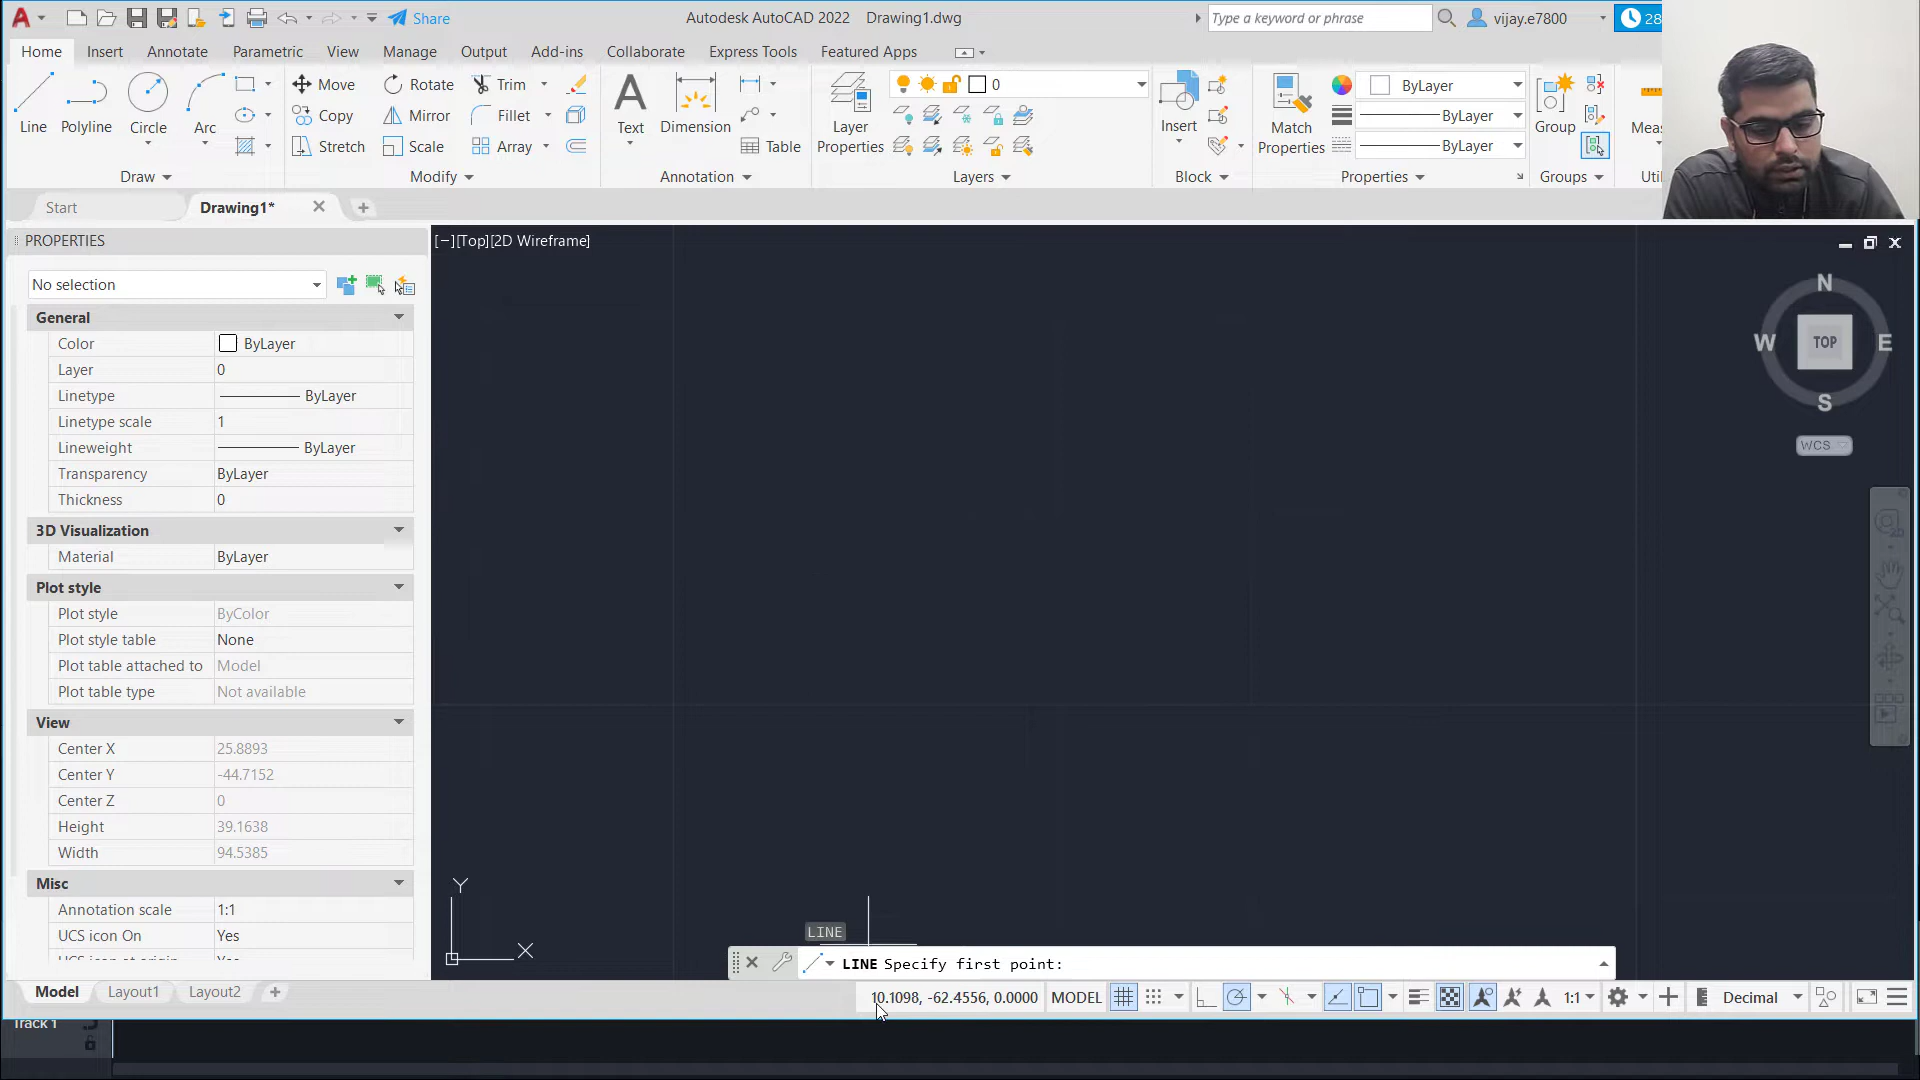 Share
Autodesk AutoCAD 2022 Drawing1.dwg
Type a keyword or phrase
vijay.e7800
28
Home Insert Annotate Parametric View Manage Output Add-ins Collaborate Express Tools Featured Apps
Line Polyline Circle Arc
Move Rotate Trim
Copy Mirror Fillet
Stretch Scale Array
Text Dimension Table
Layer
Properties
0
Insert
Match
Properties
ByLayer
ByLayer
ByLayer
Group
Draw Modify Annotation Layers Block Properties Groups
Start Drawing1*
PROPERTIES
[−][Top][2D Wireframe]
No selection
General
Color ByLayer
Layer 0
Linetype ByLayer
Linetype scale 1
Lineweight ByLayer
Transparency ByLayer
Thickness 0
3D Visualization
Material ByLayer
Plot style
Plot style ByColor
Plot style table None
Plot table attached to Model
Plot table type Not available
View
Center X 25.8893
Center Y -44.7152
Center Z 0
Height 39.1638
Width 94.5385
Misc
Annotation scale 1:1
UCS icon On Yes
N
W TOP E
S
WCS
Y
X
LINE
LINE Specify first point:
Model Layout1 Layout2
10.1098, -62.4556, 0.0000 MODEL 1:1 Decimal
Track 1